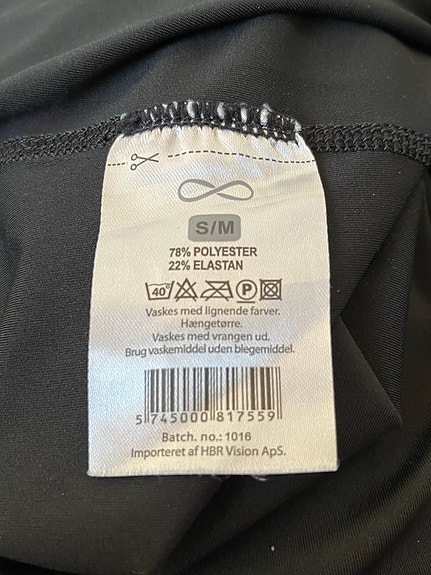 S/M
78% POLYESTER
22% ELASTAN
40° P
Vaskes med lignende farver.
Hængetørre.
Vaskes med vrangen ud.
Brug vaskemiddel uden blegemiddel.
5 745000 817559
Batch. no.: 1016
Importeret af HBR Vision ApS.